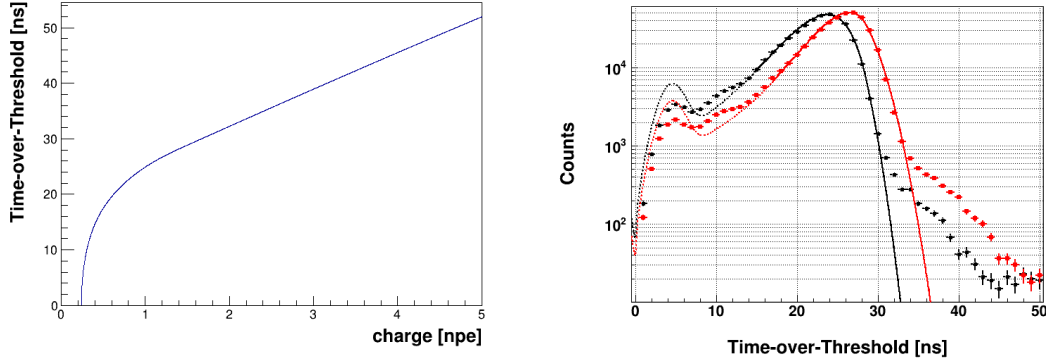 Time-over-Threshold [ns]
50
40
30
20
10
0
0 1 2 3 4 5
charge [npe]
Counts
10⁴
10³
10²
0 10 20 30 40 50
Time-over-Threshold [ns]